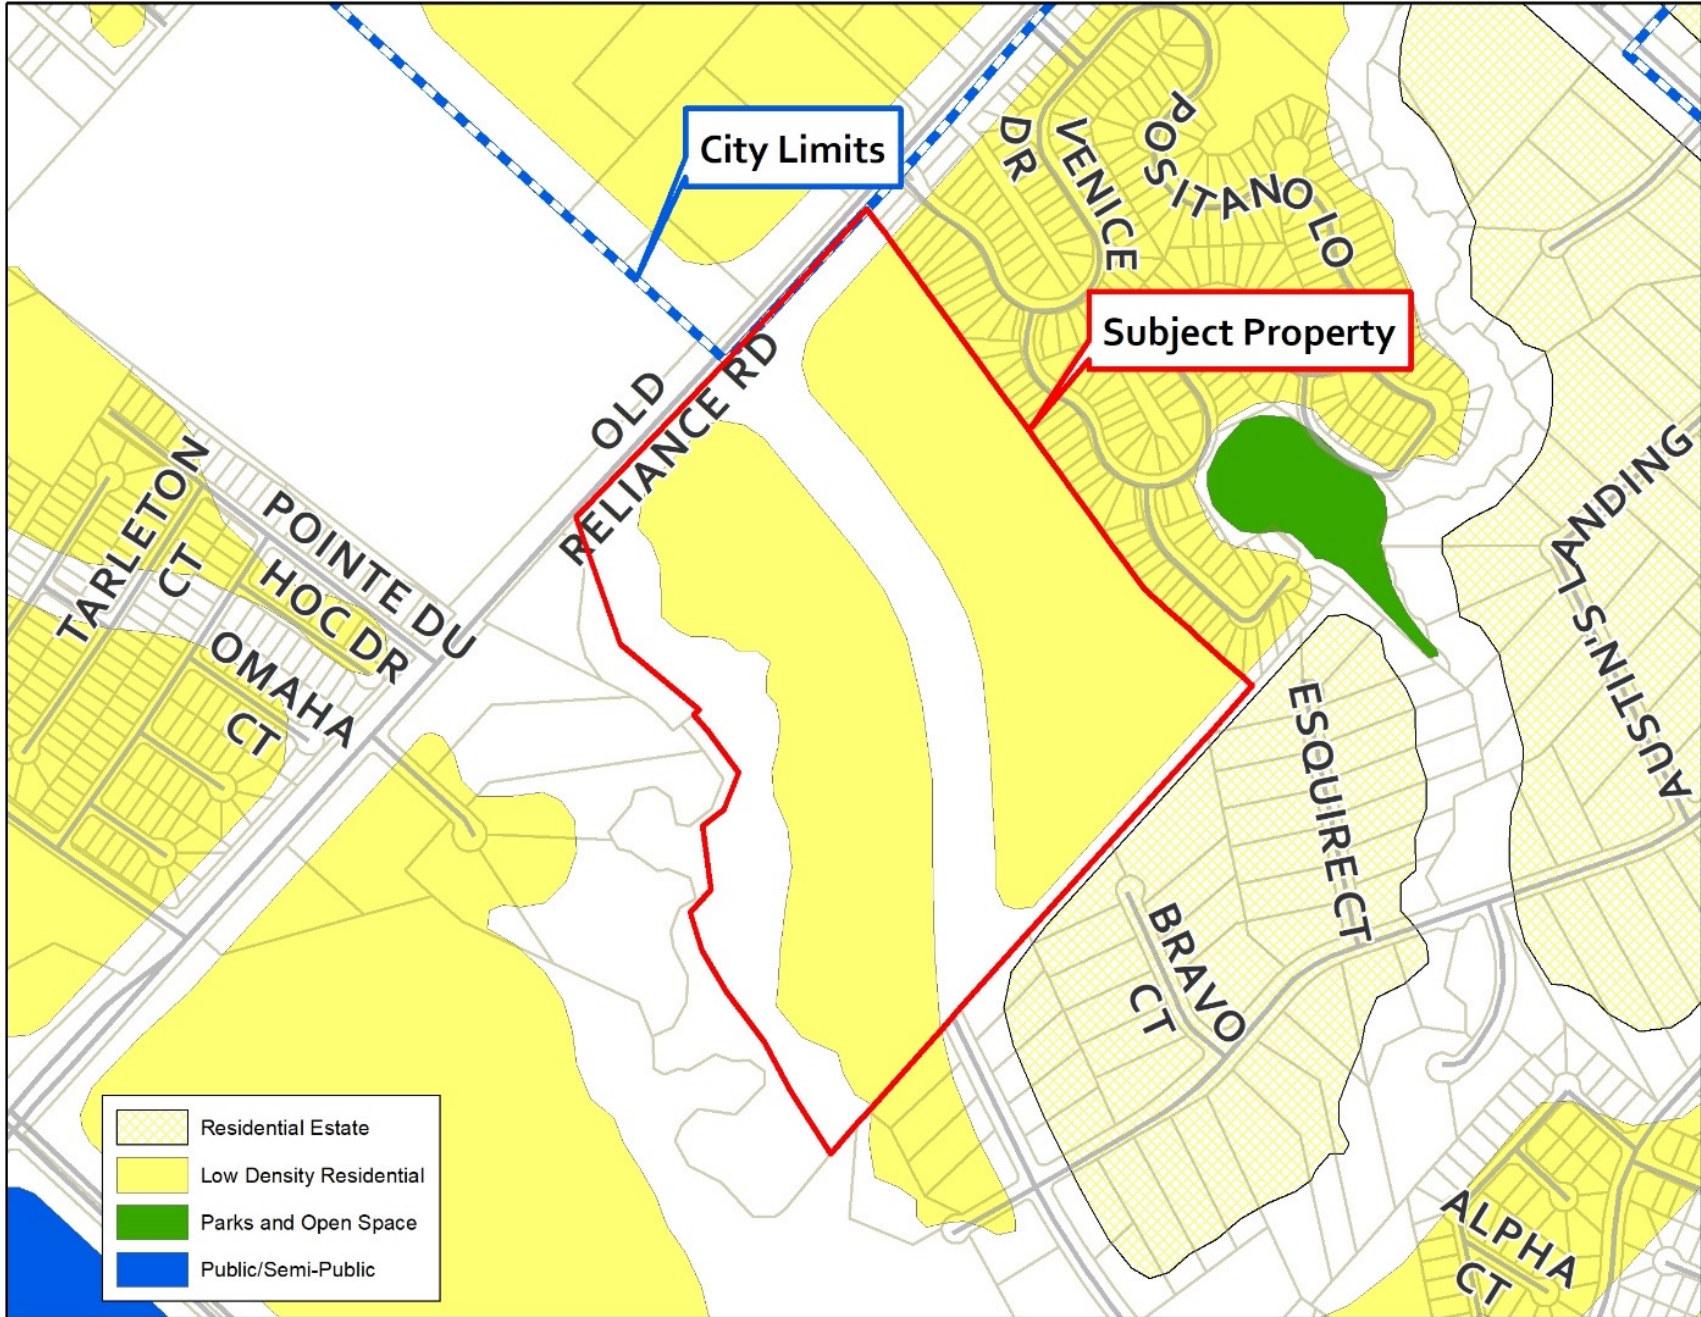 City Limits
Subject Property
POSITANO LO
VENICE
DR
OLD
RELIANCE RD
TARLETON
CT
POINTE DU
HOC DR
OMAHA
CT
AUSTIN'S LANDING
ESQUIRE CT
BRAVO
CT
ALPHA
CT
Residential Estate
Low Density Residential
Parks and Open Space
Public/Semi-Public